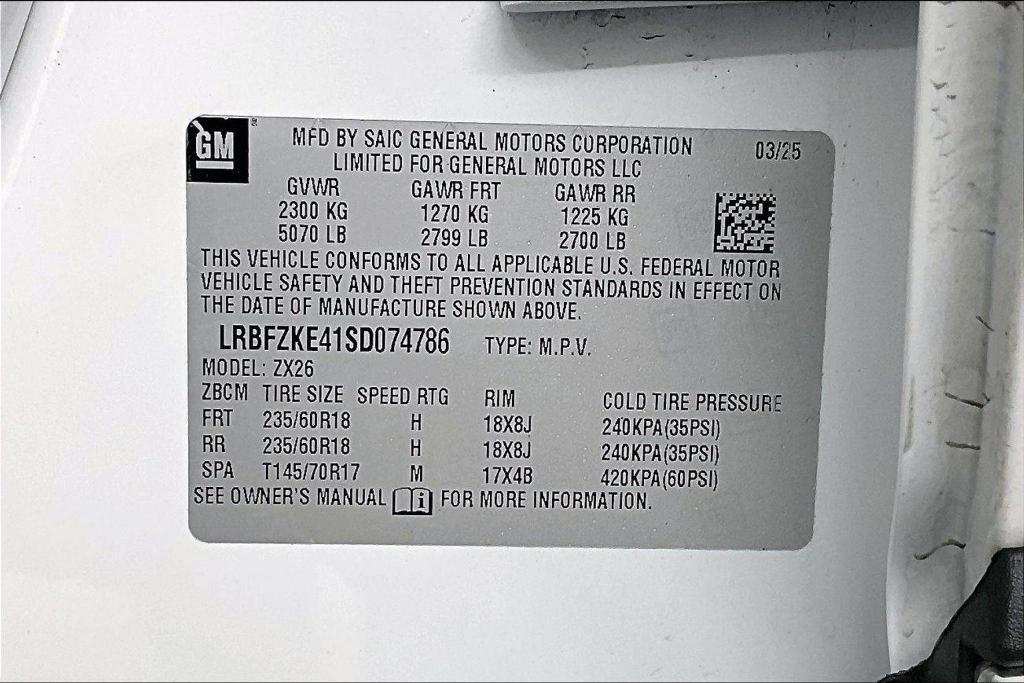 GM ® MFD BY SAIC GENERAL MOTORS CORPORATION 03/25
LIMITED FOR GENERAL MOTORS LLC
GVWR GAWR FRT GAWR RR
2300 KG 1270 KG 1225 KG
5070 LB 2799 LB 2700 LB
THIS VEHICLE CONFORMS TO ALL APPLICABLE U.S. FEDERAL MOTOR
VEHICLE SAFETY AND THEFT PREVENTION STANDARDS IN EFFECT ON
THE DATE OF MANUFACTURE SHOWN ABOVE.
LRBFZKE41SD074786 TYPE: M.P.V.
MODEL: ZX26
ZBCM TIRE SIZE SPEED RTG RIM COLD TIRE PRESSURE
FRT 235/60R18 H 18X8J 240KPA(35PSI)
RR 235/60R18 H 18X8J 240KPA(35PSI)
SPA T145/70R17 M 17X4B 420KPA(60PSI)
SEE OWNER'S MANUAL i FOR MORE INFORMATION.